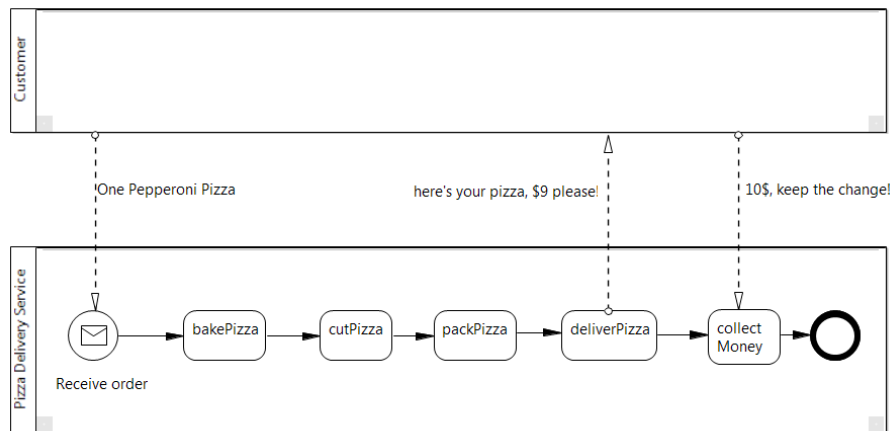 Customer
One Pepperoni Pizza
here's your pizza, $9 please!
10$, keep the change!
Pizza Delivery Service
Receive order
bakePizza
cutPizza
packPizza
deliverPizza
collect
Money